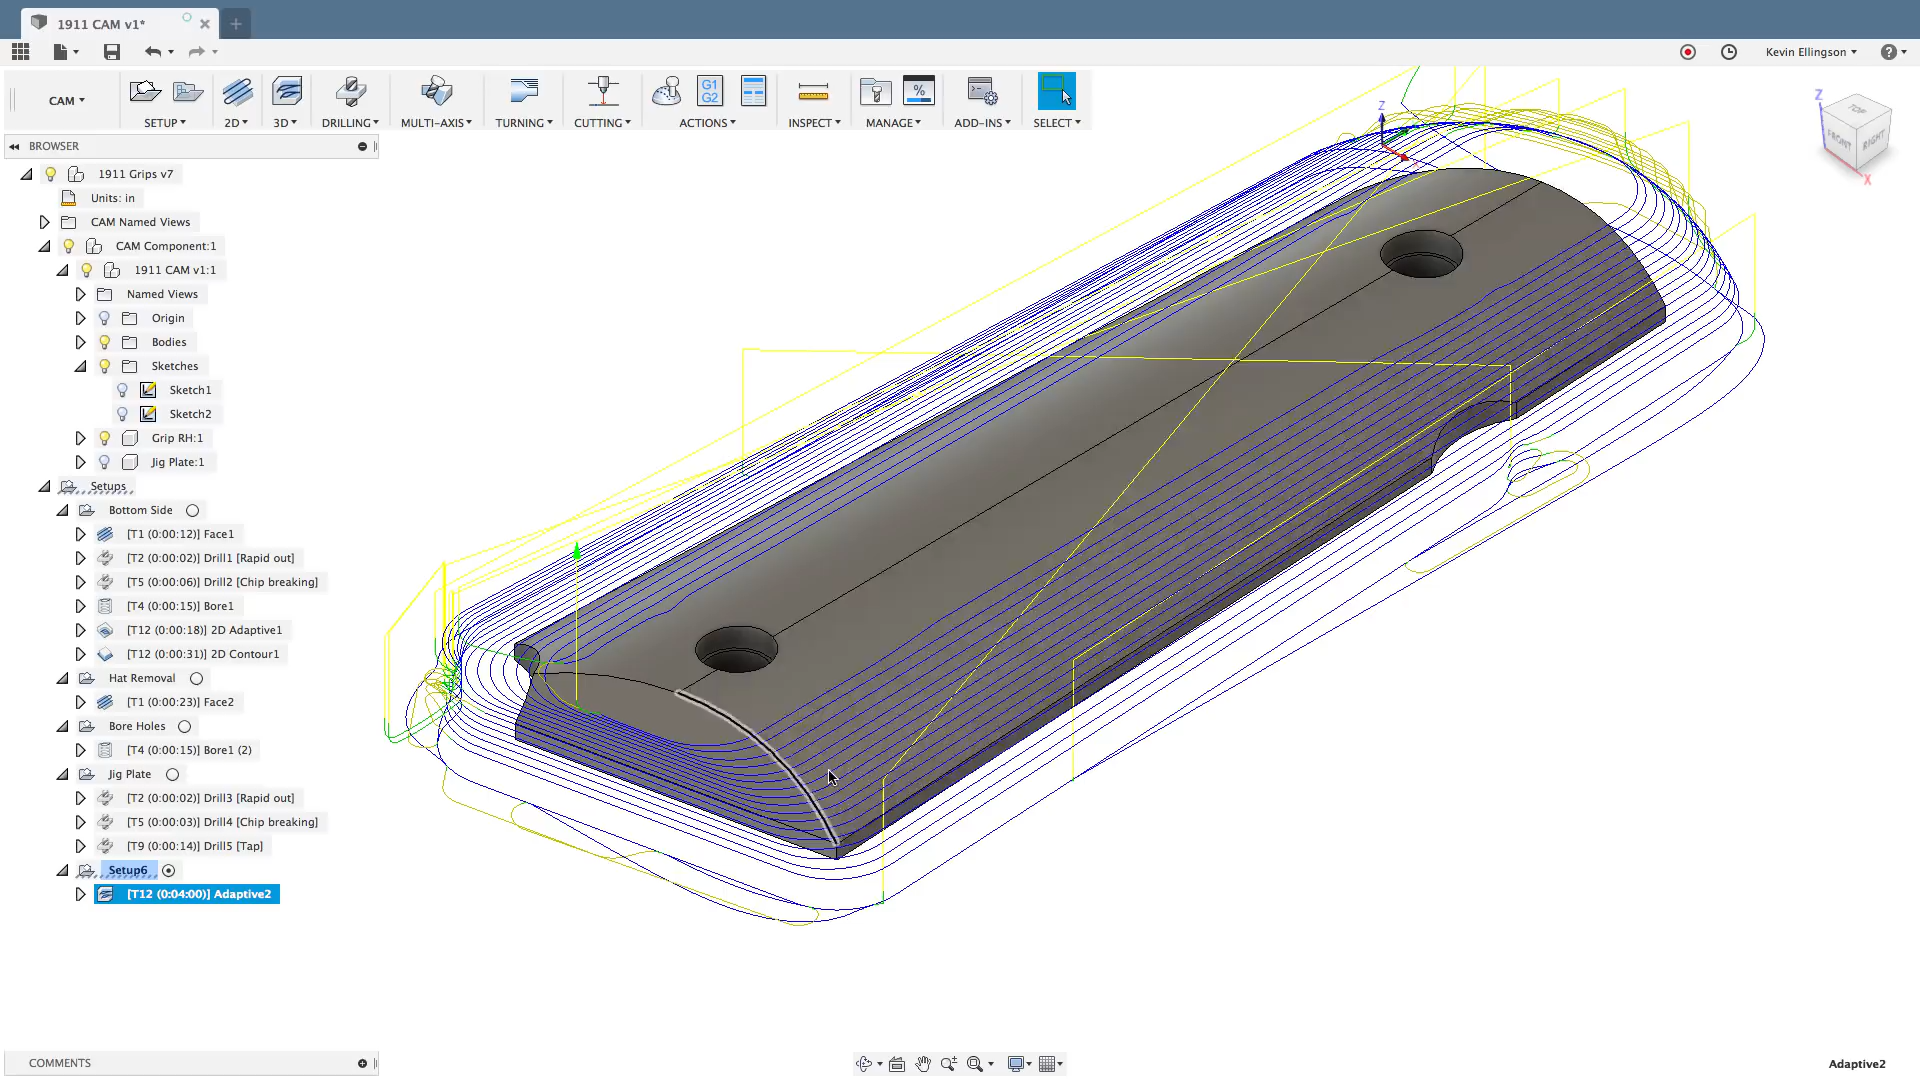 1911 CAM v1*
Kevin Ellingson
CAM
SETUP
2D
3D
DRILLING
MULTI-AXIS
TURNING
CUTTING
G1
G2
ACTIONS
INSPECT
%
MANAGE
ADD-INS
SELECT
BROWSER
1911 Grips v7
Units: in
CAM Named Views
CAM Component:1
1911 CAM v1:1
Named Views
Origin
Bodies
Sketches
Sketch1
Sketch2
Grip RH:1
Jig Plate:1
Setups
Bottom Side
[T1 (0:00:12)] Face1
[T2 (0:00:02)] Drill1 [Rapid out]
[T5 (0:00:06)] Drill2 [Chip breaking]
[T4 (0:00:15)] Bore1
[T12 (0:00:18)] 2D Adaptive1
[T12 (0:00:31)] 2D Contour1
Hat Removal
[T1 (0:00:23)] Face2
Bore Holes
[T4 (0:00:15)] Bore1 (2)
Jig Plate
[T2 (0:00:02)] Drill3 [Rapid out]
[T5 (0:00:03)] Drill4 [Chip breaking]
[T9 (0:00:14)] Drill5 [Tap]
Setup6
[T12 (0:04:00)] Adaptive2
Z
Z
TOP
FRONT
RIGHT
X
COMMENTS
Adaptive2